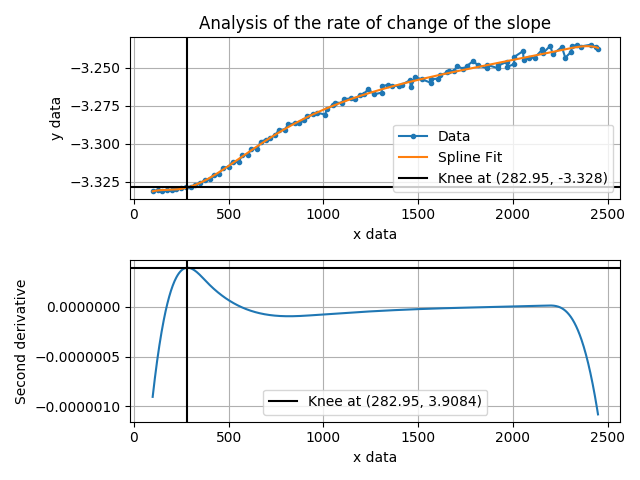 Analysis of the rate of change of the slope
−3.250
−3.275
−3.300
−3.325
y data
Data
Spline Fit
Knee at (282.95, -3.328)
0 500 1000 1500 2000 2500
x data
0.0000000
−0.0000005
−0.0000010
Second derivative
Knee at (282.95, 3.9084)
0 500 1000 1500 2000 2500
x data